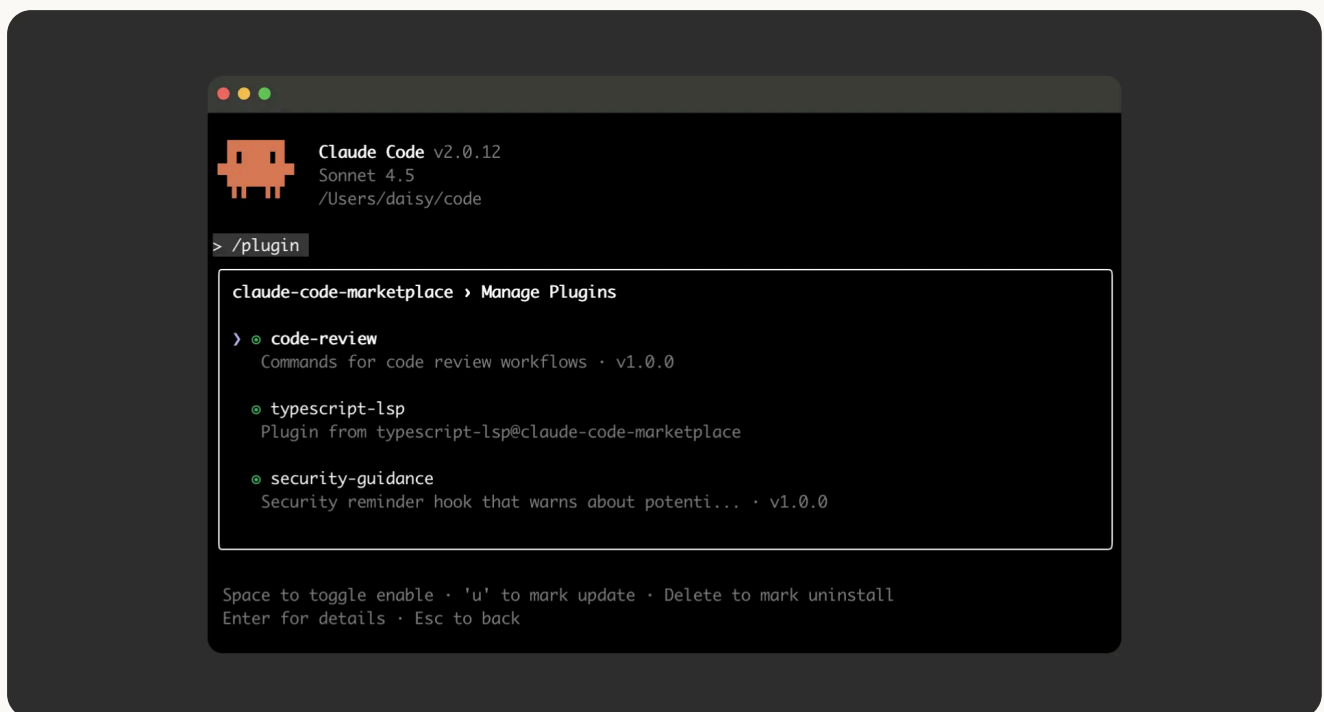 Claude Code v2.0.12
Sonnet 4.5
/Users/daisy/code
> /plugin
claude-code-marketplace › Manage Plugins
❯ ◉ code-review
Commands for code review workflows · v1.0.0
◉ typescript-lsp
Plugin from typescript-lsp@claude-code-marketplace
◉ security-guidance
Security reminder hook that warns about potenti... · v1.0.0
Space to toggle enable · 'u' to mark update · Delete to mark uninstall
Enter for details · Esc to back